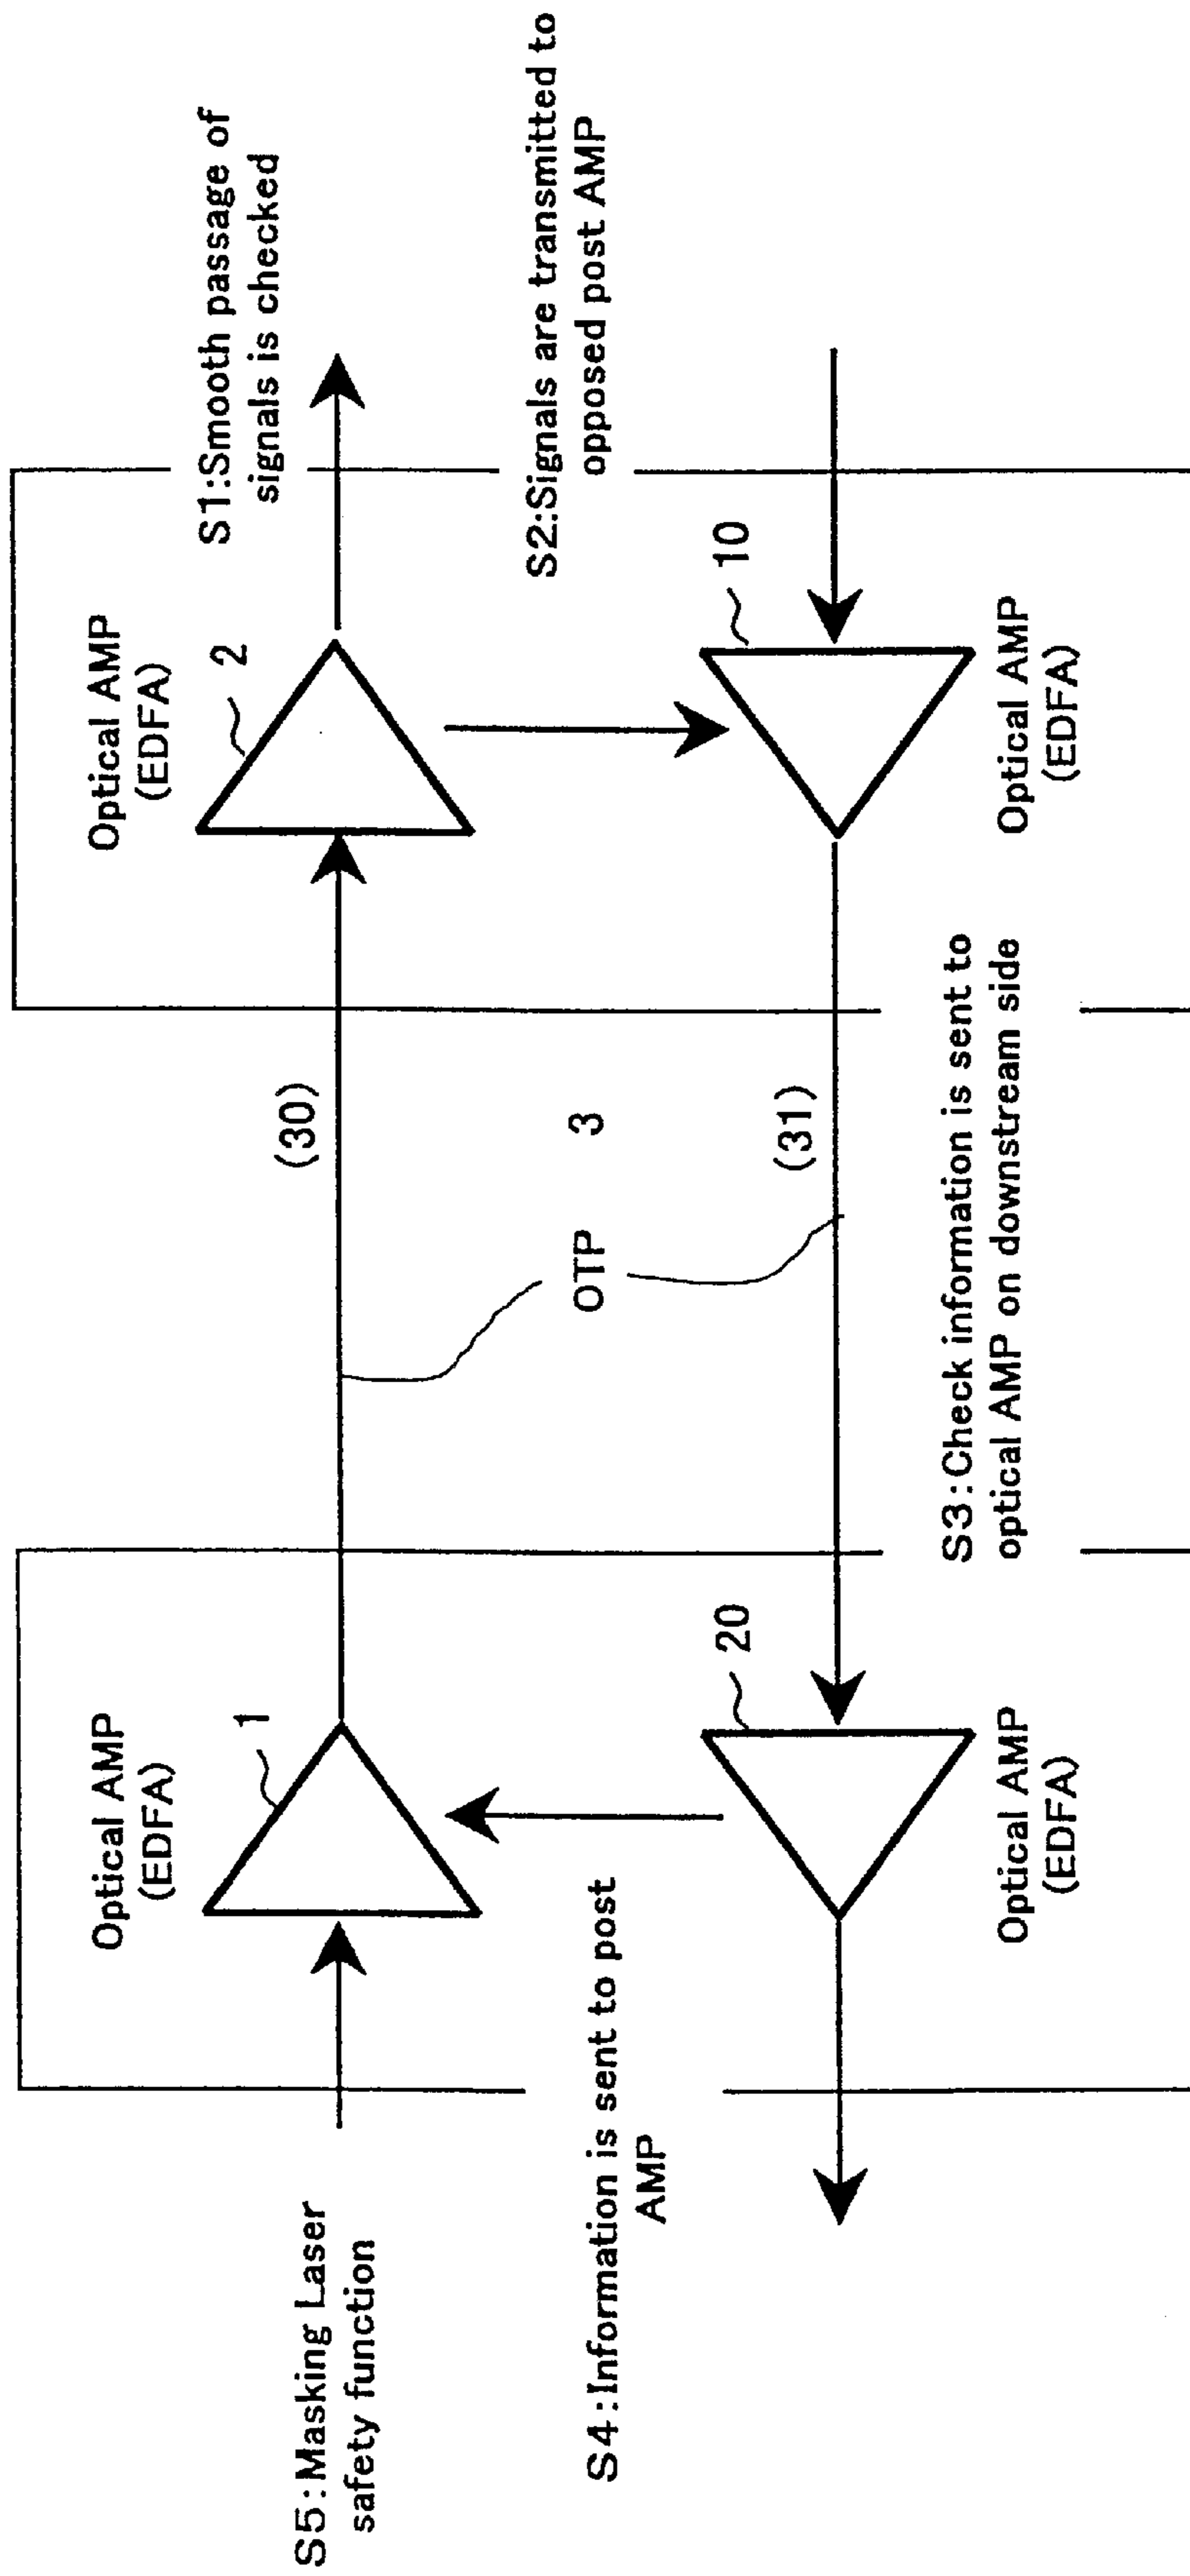 S5:Masking Laser
safety function
Optical AMP
(EDFA)
1
Optical AMP
(EDFA)
2
S1:Smooth passage of
signals is checked
(30)
S4:Information is sent to post
AMP
OTP
3
S2:Signals are transmitted to
opposed post AMP
20
(31)
10
Optical AMP
(EDFA)
S3:Check information is sent to
optical AMP on downstream side
Optical AMP
(EDFA)